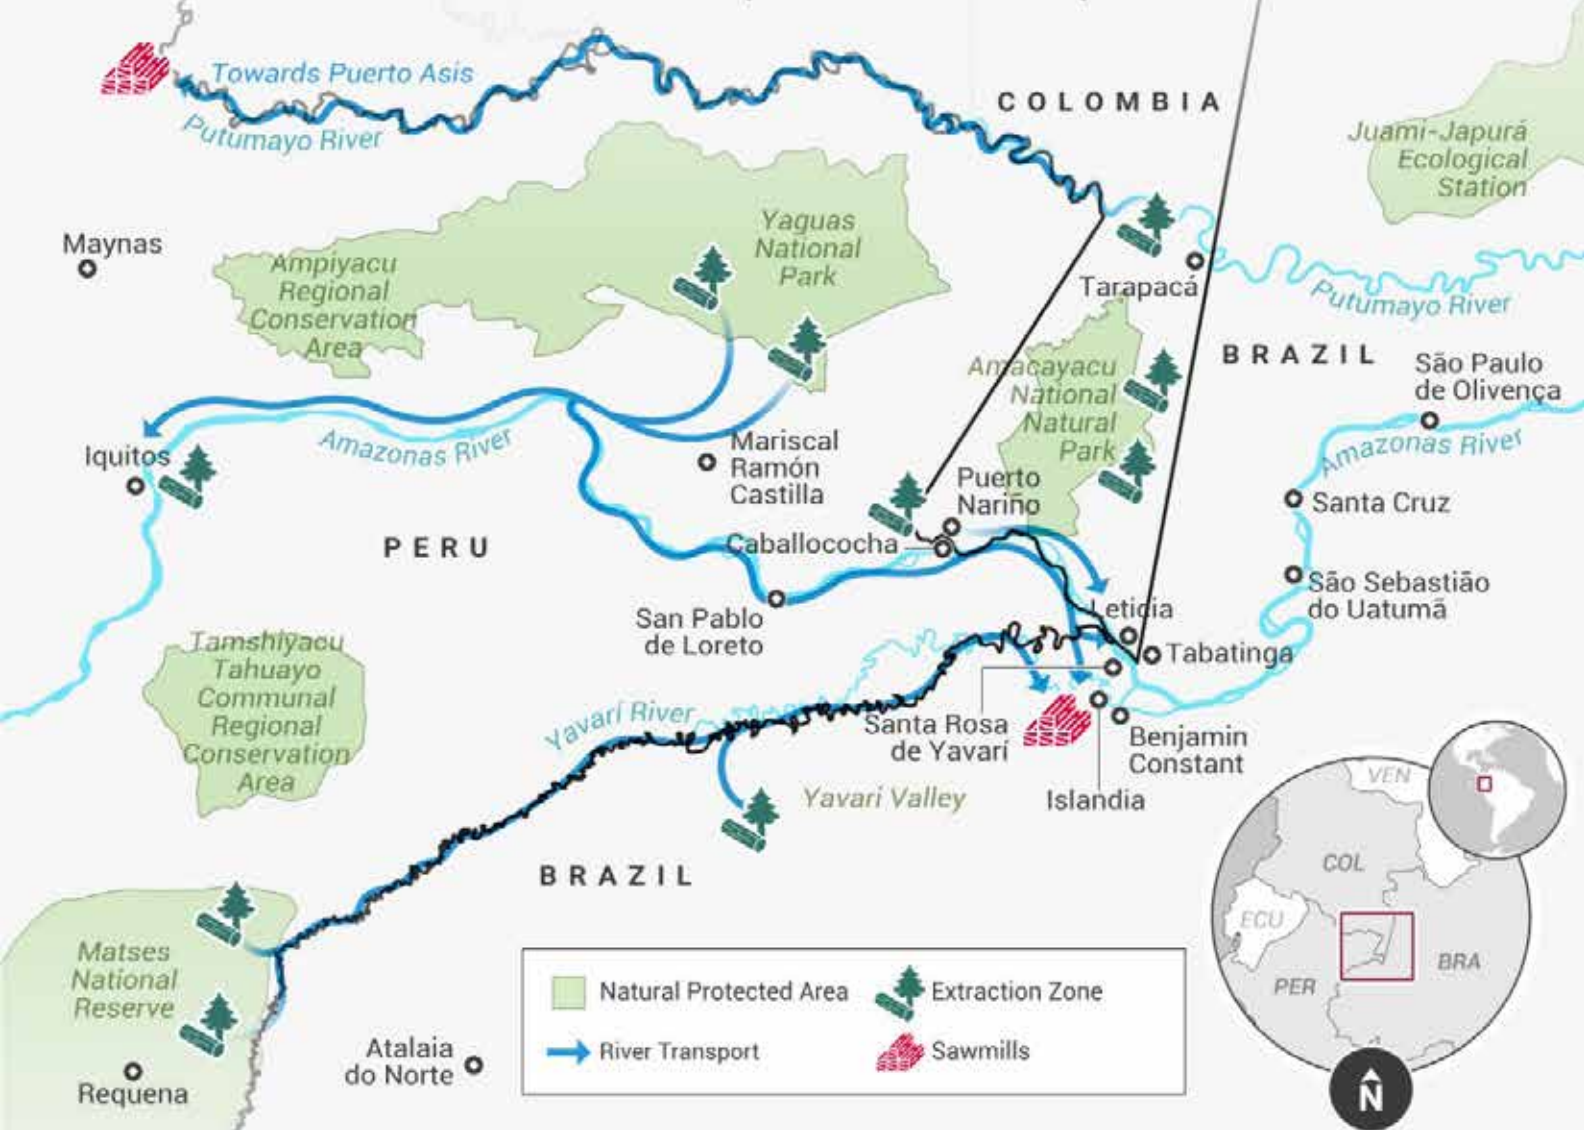 Towards Puerto Asis
Putumayo River
COLOMBIA
Juami-Japurá
Ecological
Station
Maynas
Ampiyacu
Regional
Conservation
Area
Yaguas
National
Park
Tarapacá
Putumayo River
BRAZIL
São Paulo
de Olivença
Amazonas River
Amacayacu
National
Natural
Park
Iquitos
Amazonas River
Mariscal
Ramón
Castilla
Puerto
Nariño
Santa Cruz
PERU
Caballococha
São Sebastião
do Uatumã
San Pablo
de Loreto
Leticia
Tabatinga
Tamshiyacu
Tahuayo
Communal
Regional
Conservation
Area
Yavarí River
Santa Rosa
de Yavarí
Benjamin
Constant
Islandia
Yavarí Valley
BRAZIL
Matses
National
Reserve
Requena
Atalaia
do Norte
Natural Protected Area
Extraction Zone
River Transport
Sawmills
VEN
COL
ECU
PER
BRA
N